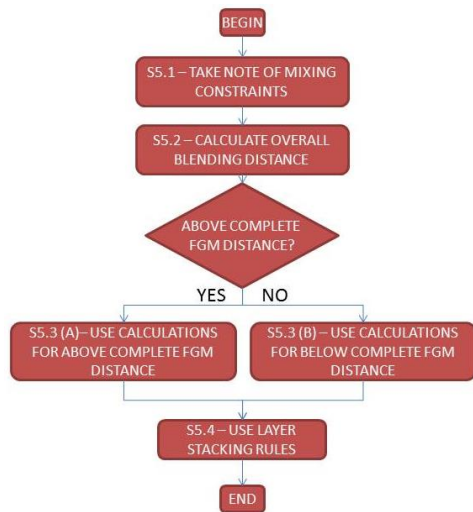 BEGIN
S5.1 – TAKE NOTE OF MIXING
CONSTRAINTS
S5.2 – CALCULATE OVERALL
BLENDING DISTANCE
ABOVE COMPLETE
FGM DISTANCE?
YES
NO
S5.3 (A)– USE CALCULATIONS
FOR ABOVE COMPLETE FGM
DISTANCE
S5.3 (B) – USE CALCULATIONS
FOR BELOW COMPLETE FGM
DISTANCE
S5.4 – USE LAYER
STACKING RULES
END